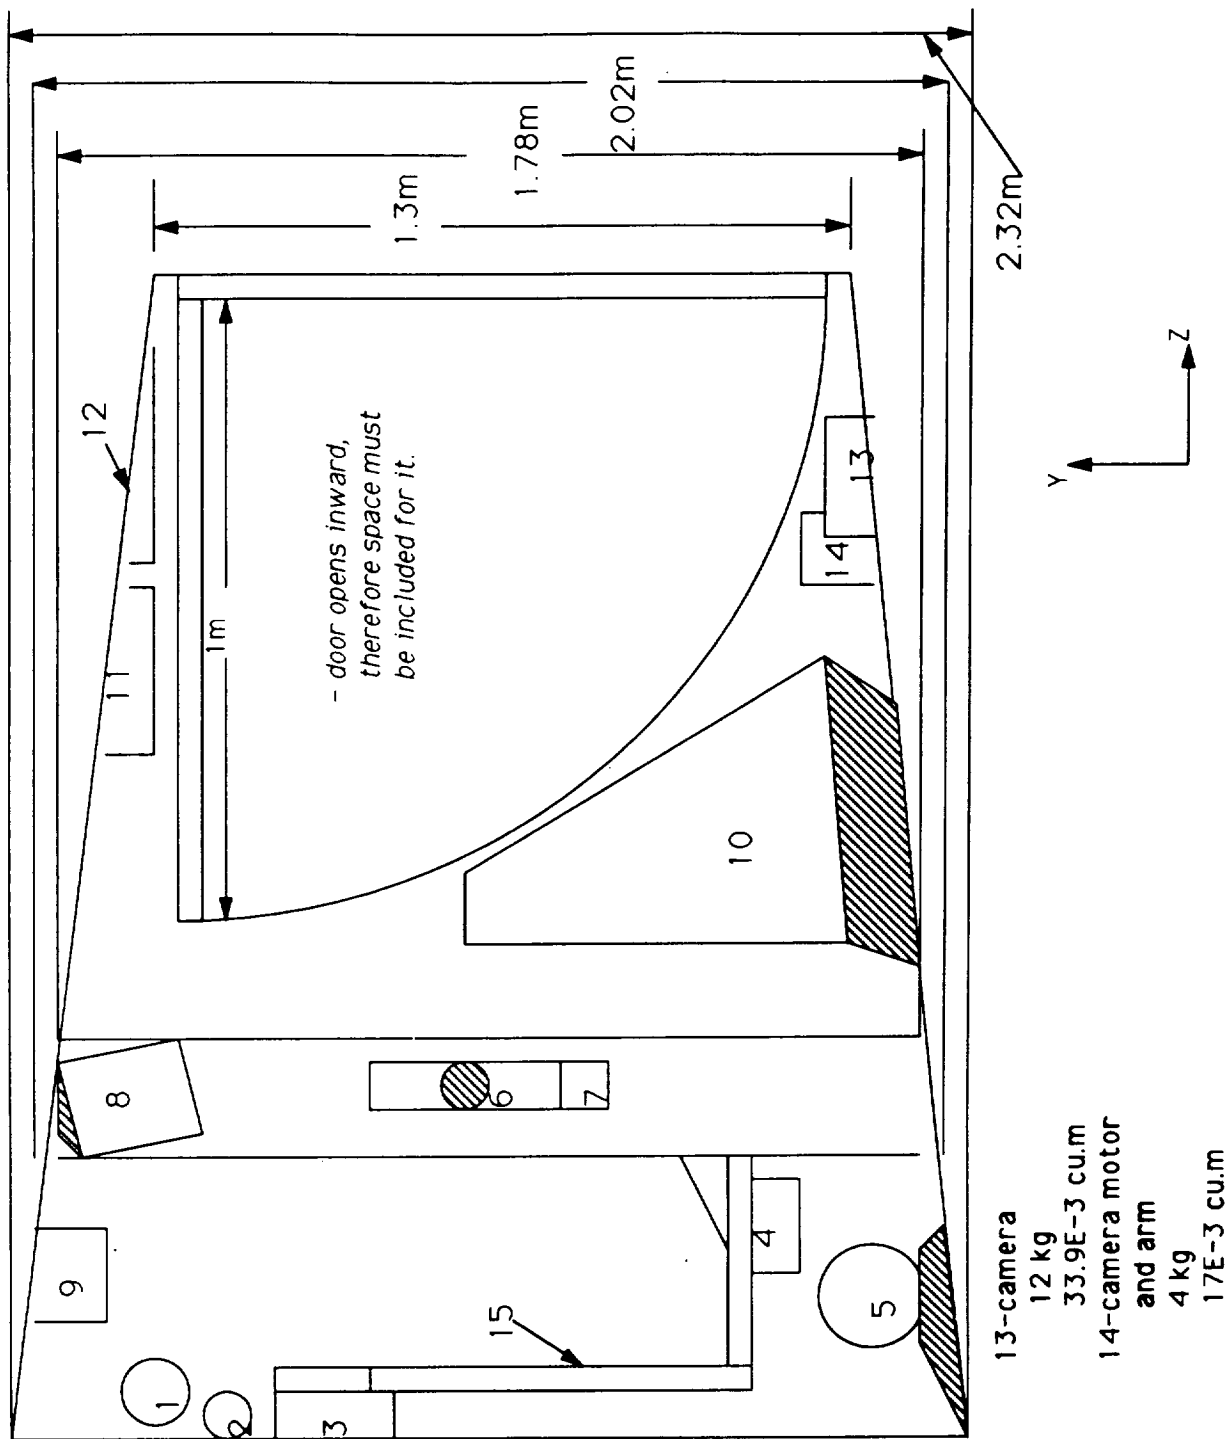 2.32m
2.02m
1.78m
1.3m
12
11
1m
- door opens inward,
therefore space must
be included for it.
13
14
10
8
6
7
9
15
4
5
1
2
3
Y
Z
13-camera
12 kg
33.9E-3 cu.m
14-camera motor
and arm
4 kg
17E-3 cu.m